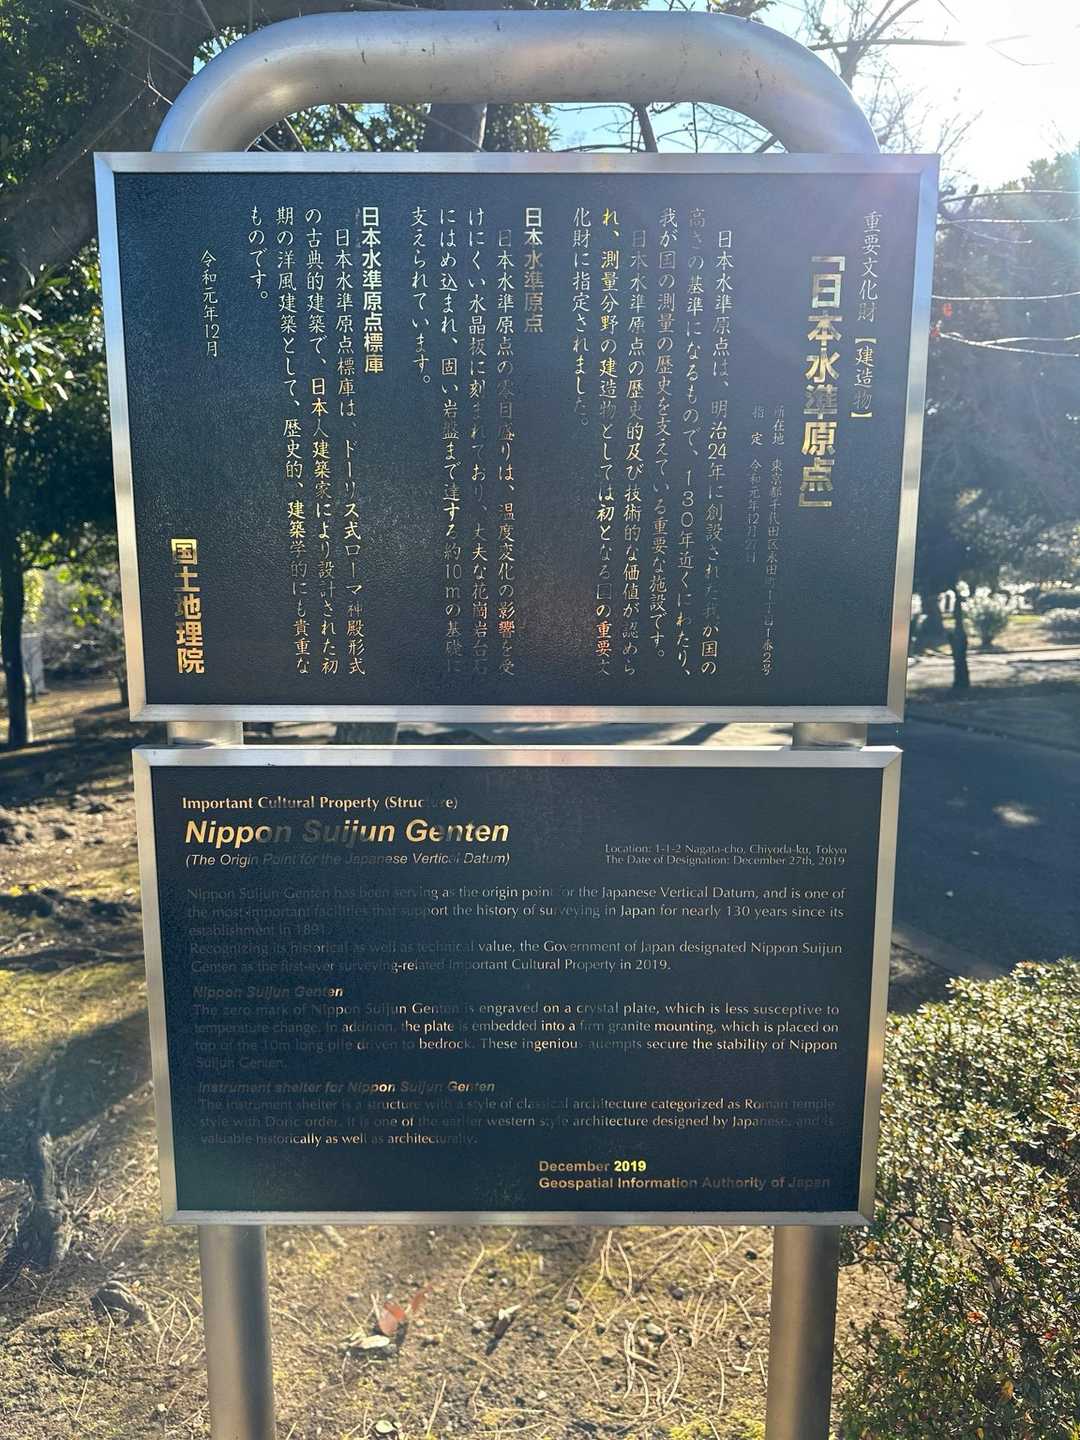 重要文化財【建造物】
「日本水準原点」
所在地 東京都千代田区永田町1丁目1番2号
指定 令和元年12月27日
日本水準原点は、明治24年に創設された我が国の
高さの基準になるもので、130年近くにわたり、
我が国の測量の歴史を支えている重要な施設です。
日本水準原点の歴史的及び技術的な価値が認めら
れ、測量分野の建造物としては初となる国の重要文
化財に指定されました。
日本水準原点
日本水準原点の零目盛りは、温度変化の影響を受
けにくい水晶板に刻まれており、丈夫な花崗岩台石
にはめ込まれ、固い岩盤まで達する約10mの基礎に
支えられています。
日本水準原点標庫
日本水準原点標庫は、ドーリス式ローマ神殿形式
の古典的建築で、日本人建築家により設計された初
期の洋風建築として、歴史的、建築学的にも貴重な
ものです。
令和元年12月
国土地理院
Important Cultural Property (Structure)
Nippon Suijun Genten
(The Origin Point for the Japanese Vertical Datum)
Location: 1-1-2 Nagata-cho, Chiyoda-ku, Tokyo
The Date of Designation: December 27th, 2019
Nippon Suijun Genten has been serving as the origin point for the Japanese Vertical Datum, and is one of
the most important facilities that support the history of surveying in Japan for nearly 130 years since its
establishment in 1891.
Recognizing its historical as well as technical value, the Government of Japan designated Nippon Suijun
Genten as the first-ever surveying-related Important Cultural Property in 2019.
Nippon Suijun Genten
The zero mark of Nippon Suijun Genten is engraved on a crystal plate, which is less susceptive to
temperature change. In addition, the plate is embedded into a firm granite mounting, which is placed on
top of the 10m long pile driven to bedrock. These ingenious attempts secure the stability of Nippon
Suijun Genten.
Instrument shelter for Nippon Suijun Genten
The instrument shelter is a structure with a style of classical architecture categorized as Roman temple
style with Doric order. It is one of the earlier western style architecture designed by Japanese, and is
valuable historically as well as architecturally.
December 2019
Geospatial Information Authority of Japan